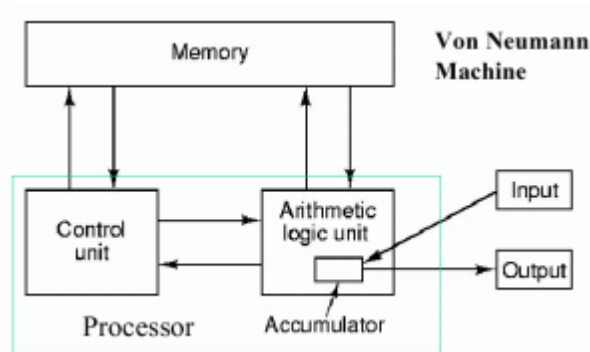 Memory
Von Neumann
Machine
Control
unit
Arithmetic
logic unit
Input
Output
Processor
Accumulator